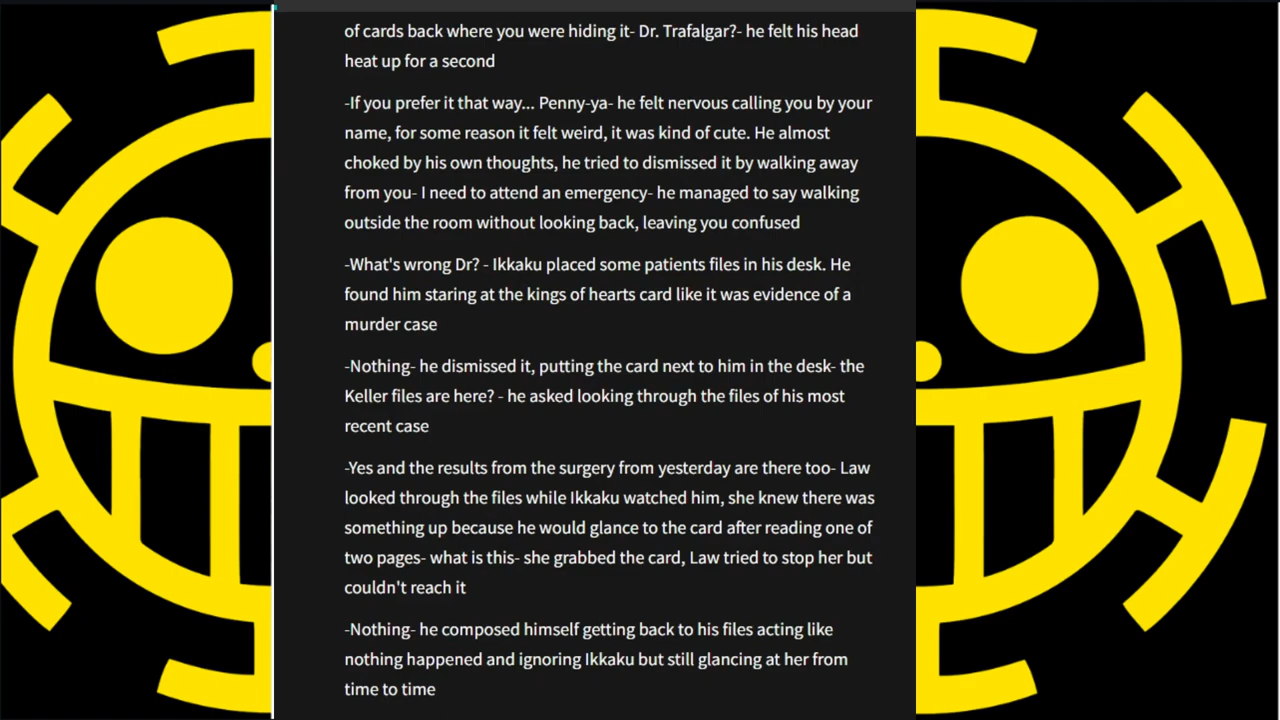 of cards back where you were hiding it- Dr. Trafalgar?- he felt his head
heat up for a second
-If you prefer it that way... Penny-ya- he felt nervous calling you by your
name, for some reason it felt weird, it was kind of cute. He almost
choked by his own thoughts, he tried to dismissed it by walking away
from you- I need to attend an emergency- he managed to say walking
outside the room without looking back, leaving you confused
-What's wrong Dr? - Ikkaku placed some patients files in his desk. He
found him staring at the kings of hearts card like it was evidence of a
murder case
-Nothing- he dismissed it, putting the card next to him in the desk- the
Keller files are here? - he asked looking through the files of his most
recent case
-Yes and the results from the surgery from yesterday are there too- Law
looked through the files while Ikkaku watched him, she knew there was
something up because he would glance to the card after reading one of
two pages- what is this- she grabbed the card, Law tried to stop her but
couldn't reach it
-Nothing- he composed himself getting back to his files acting like
nothing happened and ignoring Ikkaku but still glancing at her from
time to time